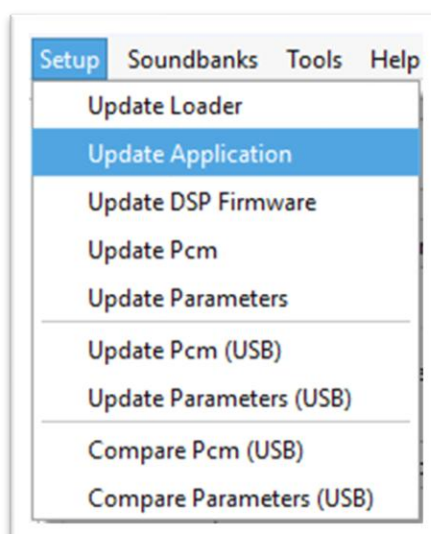 Setup Soundbanks Tools Help
Update Loader
Update Application
Update DSP Firmware
Update Pcm
Update Parameters
Update Pcm (USB)
Update Parameters (USB)
Compare Pcm (USB)
Compare Parameters (USB)